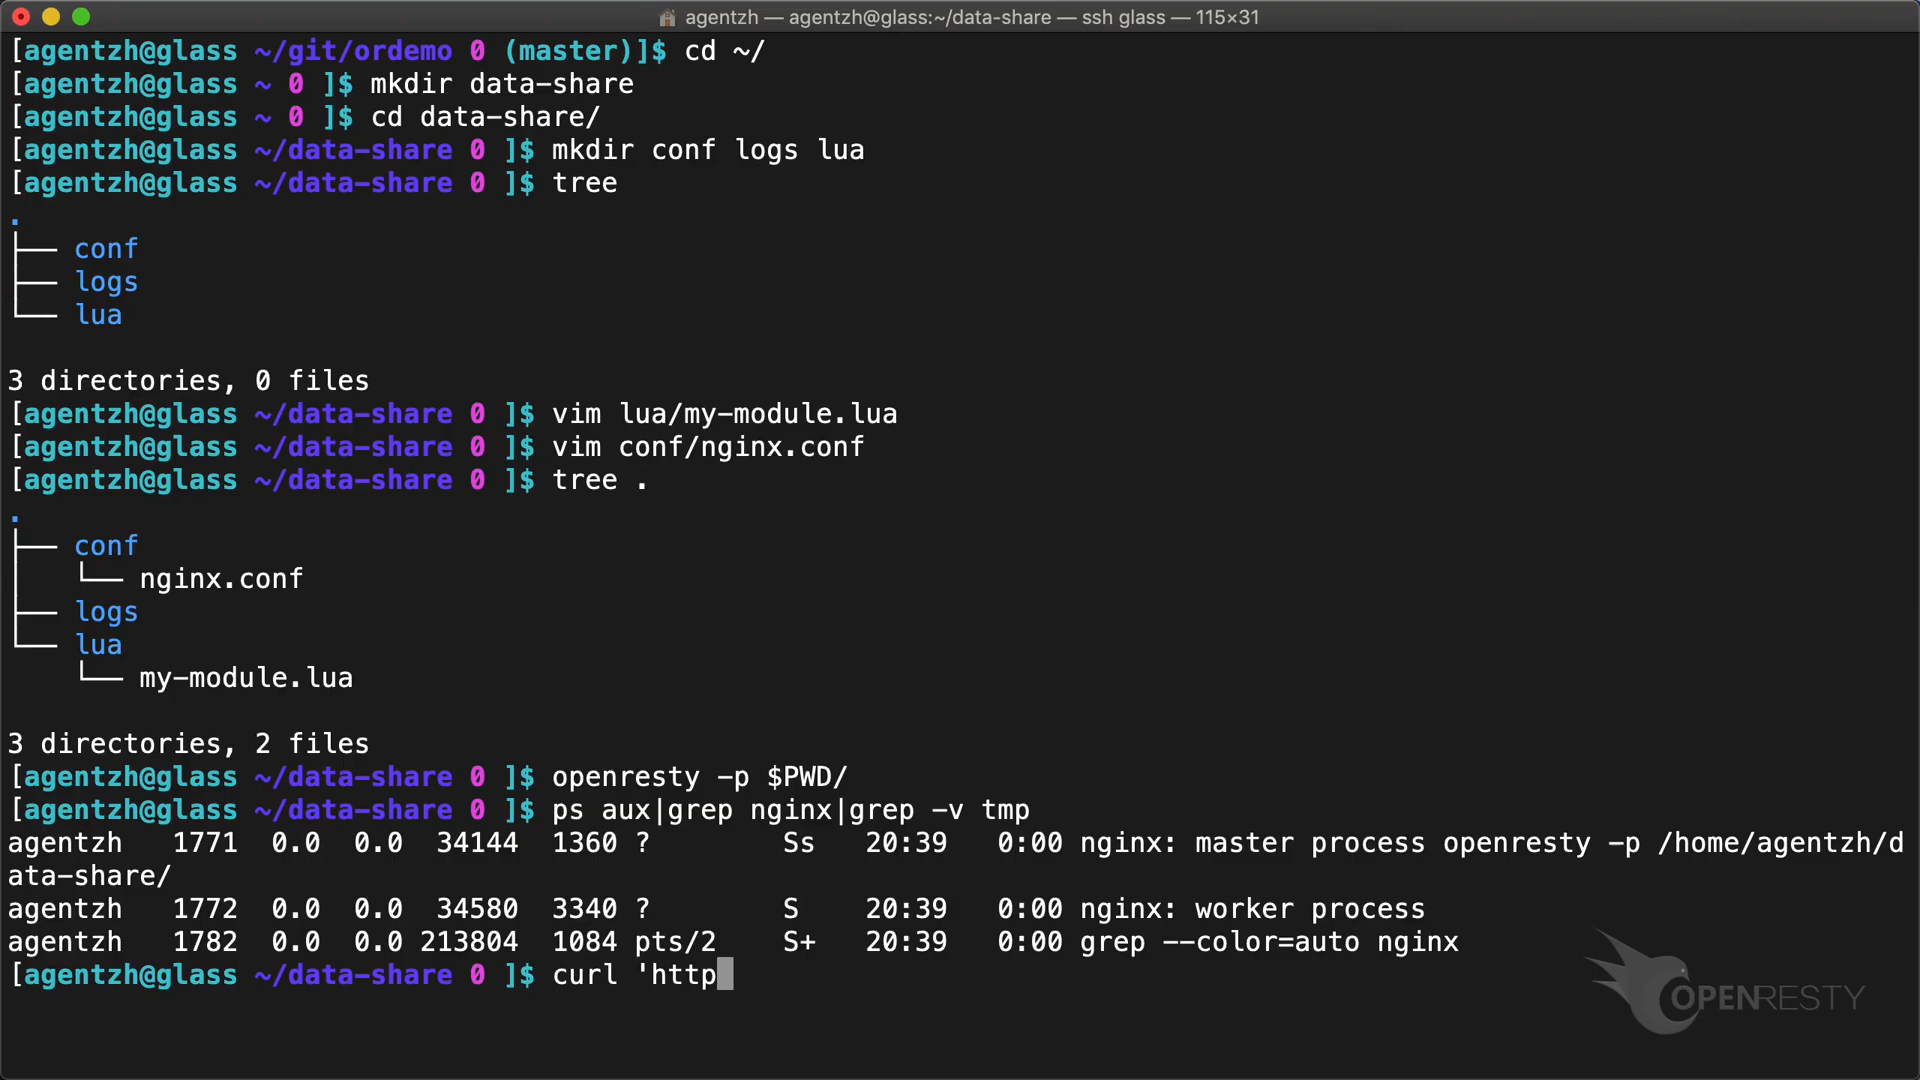 agentzh — agentzh@glass:~/data-share — ssh glass — 115×31
[agentzh@glass ~/git/ordemo 0 (master)]$ cd ~/
[agentzh@glass ~ 0 ]$ mkdir data-share
[agentzh@glass ~ 0 ]$ cd data-share/
[agentzh@glass ~/data-share 0 ]$ mkdir conf logs lua
[agentzh@glass ~/data-share 0 ]$ tree
.
├── conf
├── logs
└── lua
3 directories, 0 files
[agentzh@glass ~/data-share 0 ]$ vim lua/my-module.lua
[agentzh@glass ~/data-share 0 ]$ vim conf/nginx.conf
[agentzh@glass ~/data-share 0 ]$ tree .
.
├── conf
│   └── nginx.conf
├── logs
└── lua
    └── my-module.lua
3 directories, 2 files
[agentzh@glass ~/data-share 0 ]$ openresty -p $PWD/
[agentzh@glass ~/data-share 0 ]$ ps aux|grep nginx|grep -v tmp
agentzh   1771  0.0  0.0  34144  1360 ?        Ss   20:39   0:00 nginx: master process openresty -p /home/agentzh/d
ata-share/
agentzh   1772  0.0  0.0  34580  3340 ?        S    20:39   0:00 nginx: worker process
agentzh   1782  0.0  0.0 213804  1084 pts/2    S+   20:39   0:00 grep --color=auto nginx
[agentzh@glass ~/data-share 0 ]$ curl 'http
OPENRESTY